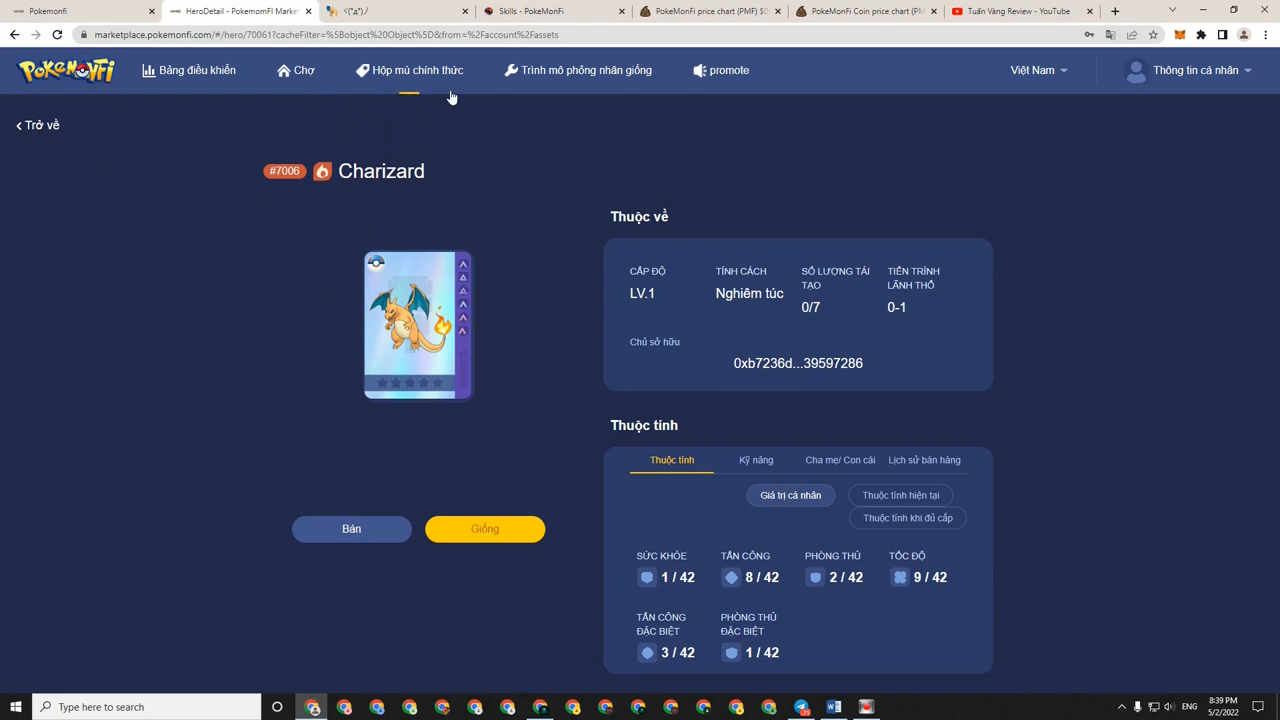 Pokemonfi
HeroDetail - PokemomFi Market
ヾ(゚Д゚)ﾉ
Skills - PokeMonFi
PokeMonFi price chart (PMF) $0
PokeMonFi Coin price chart (PMF
Tuấn Vàng Review - YouTube
marketplace.pokemonfi.com/#/hero/70061?cacheFilter=%5Bobject%20Object%5D&from=%2Faccount%2Fassets
POKEMONFI
Bảng điều khiển
Chợ
Hộp mù chính thức
Trình mô phỏng nhân giống
promote
Việt Nam
Thông tin cá nhân
Trở về
#7006
Charizard
Thuộc về
CẤP ĐỘ
TÍNH CÁCH
SỐ LƯỢNG TÁI TẠO
TIẾN TRÌNH LÃNH THỔ
LV.1
Nghiêm túc
0/7
0-1
Chủ sở hữu
0xb7236d...39597286
Thuộc tính
Thuộc tính
Kỹ năng
Cha mẹ/ Con cái
Lịch sử bán hàng
Giá trị cá nhân
Thuộc tính hiện tại
Thuộc tính khi đủ cấp
Bán
Giống
SỨC KHỎE
TẤN CÔNG
PHÒNG THỦ
TỐC ĐỘ
1 / 42
8 / 42
2 / 42
9 / 42
TẤN CÔNG ĐẶC BIỆT
PHÒNG THỦ ĐẶC BIỆT
3 / 42
1 / 42
Type here to search
ENG
8:39 PM
5/2/2022